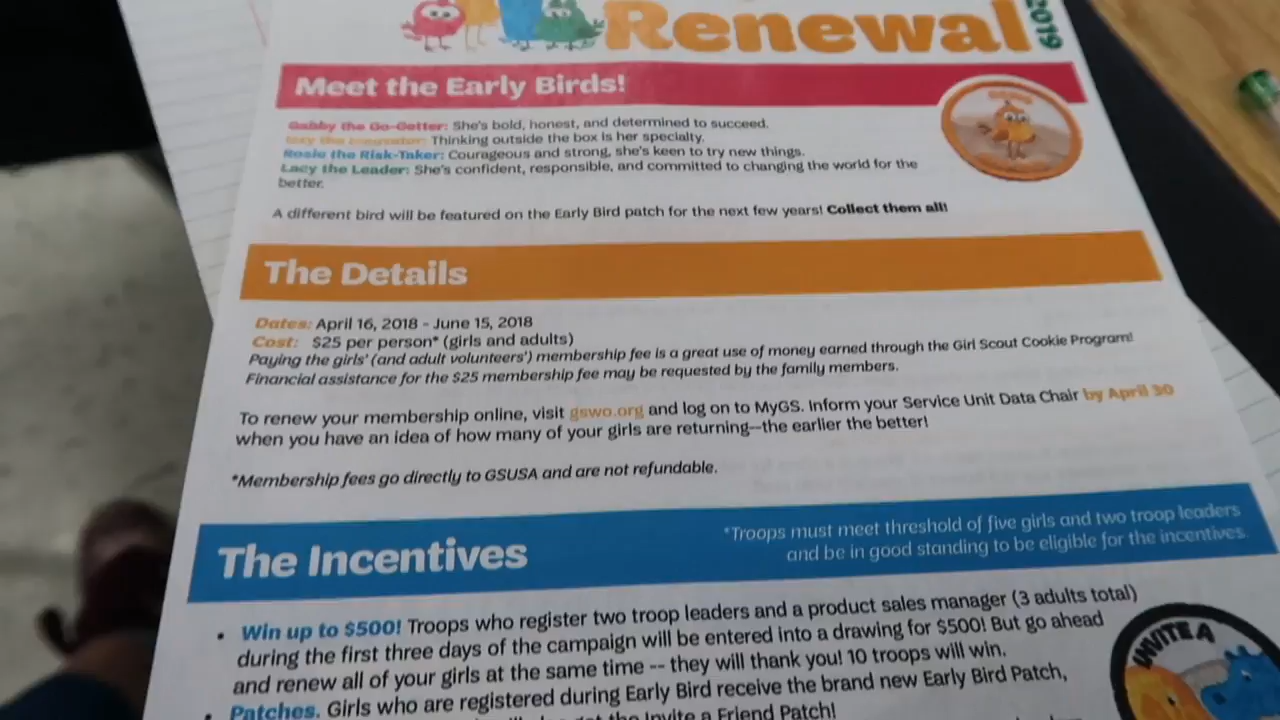 Renewal 2019
Meet the Early Birds!
Gabby the Go-Getter: She's bold, honest, and determined to succeed.
the Innovator: Thinking outside the box is her specialty.
Rosie the Risk-Taker: Courageous and strong, she's keen to try new things.
Lacy the Leader: She's confident, responsible, and committed to changing the world for the
better.
A different bird will be featured on the Early Bird patch for the next few years! Collect them all!
The Details
Dates: April 16, 2018 - June 15, 2018
Cost: $25 per person* (girls and adults)
Paying the girls' (and adult volunteers') membership fee is a great use of money earned through the Girl Scout Cookie Program!
Financial assistance for the $25 membership fee may be requested by the family members.
To renew your membership online, visit gswo.org and log on to MyGS. Inform your Service Unit Data Chair by April 30
when you have an idea of how many of your girls are returning—the earlier the better!
*Membership fees go directly to GSUSA and are not refundable.
The Incentives
*Troops must meet threshold of five girls and two troop leaders
and be in good standing to be eligible for the incentives.
• Win up to $500! Troops who register two troop leaders and a product sales manager (3 adults total)
during the first three days of the campaign will be entered into a drawing for $500! But go ahead
and renew all of your girls at the same time -- they will thank you! 10 troops will win.
• Patches. Girls who are registered during Early Bird receive the brand new Early Bird Patch,
get the Invite a Friend Patch!
INVITE A